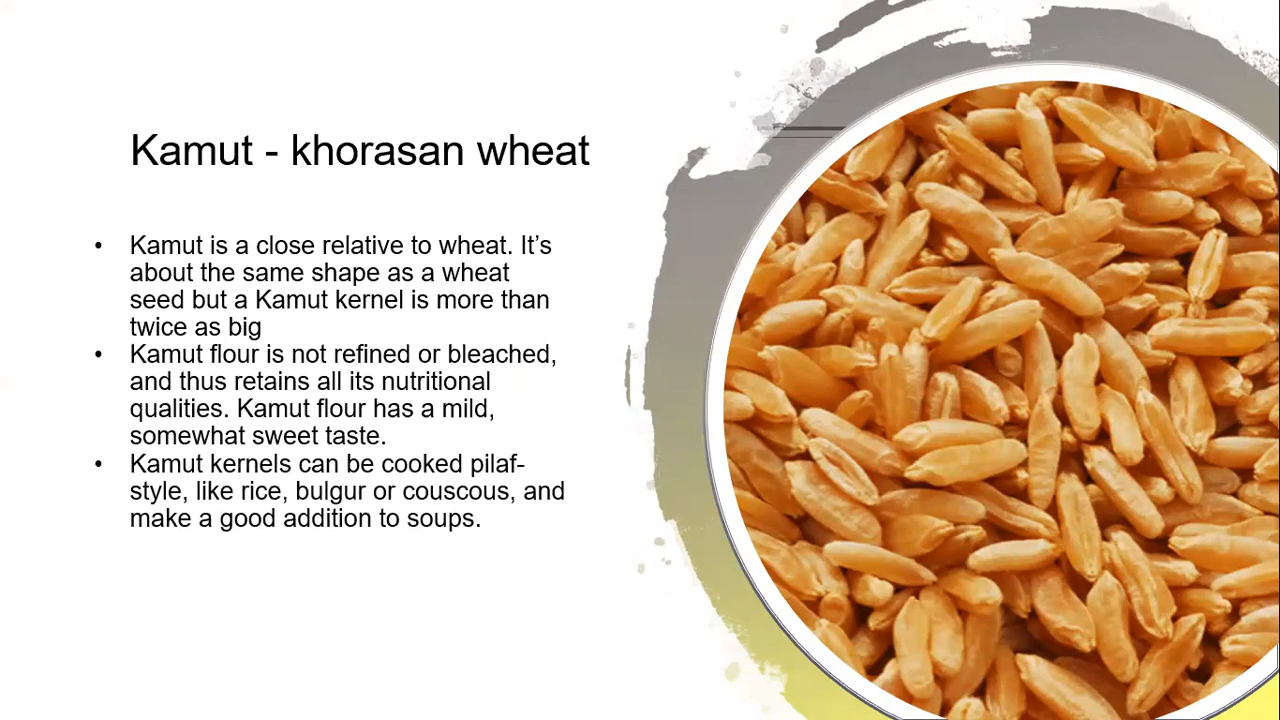 Kamut - khorasan wheat
• Kamut is a close relative to wheat. It’s
about the same shape as a wheat
seed but a Kamut kernel is more than
twice as big
• Kamut flour is not refined or bleached,
and thus retains all its nutritional
qualities. Kamut flour has a mild,
somewhat sweet taste.
• Kamut kernels can be cooked pilaf-
style, like rice, bulgur or couscous, and
make a good addition to soups.